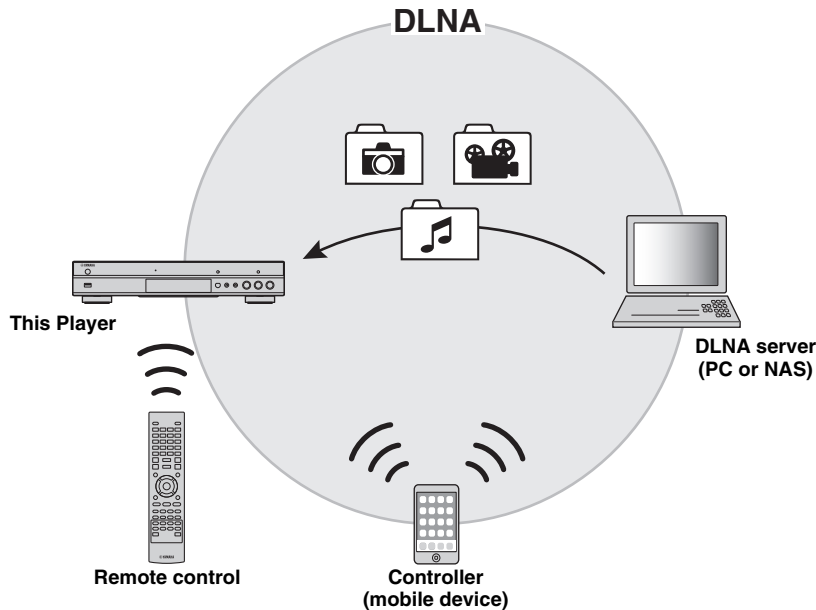 DLNA
This Player
DLNA server
(PC or NAS)
Remote control
Controller
(mobile device)